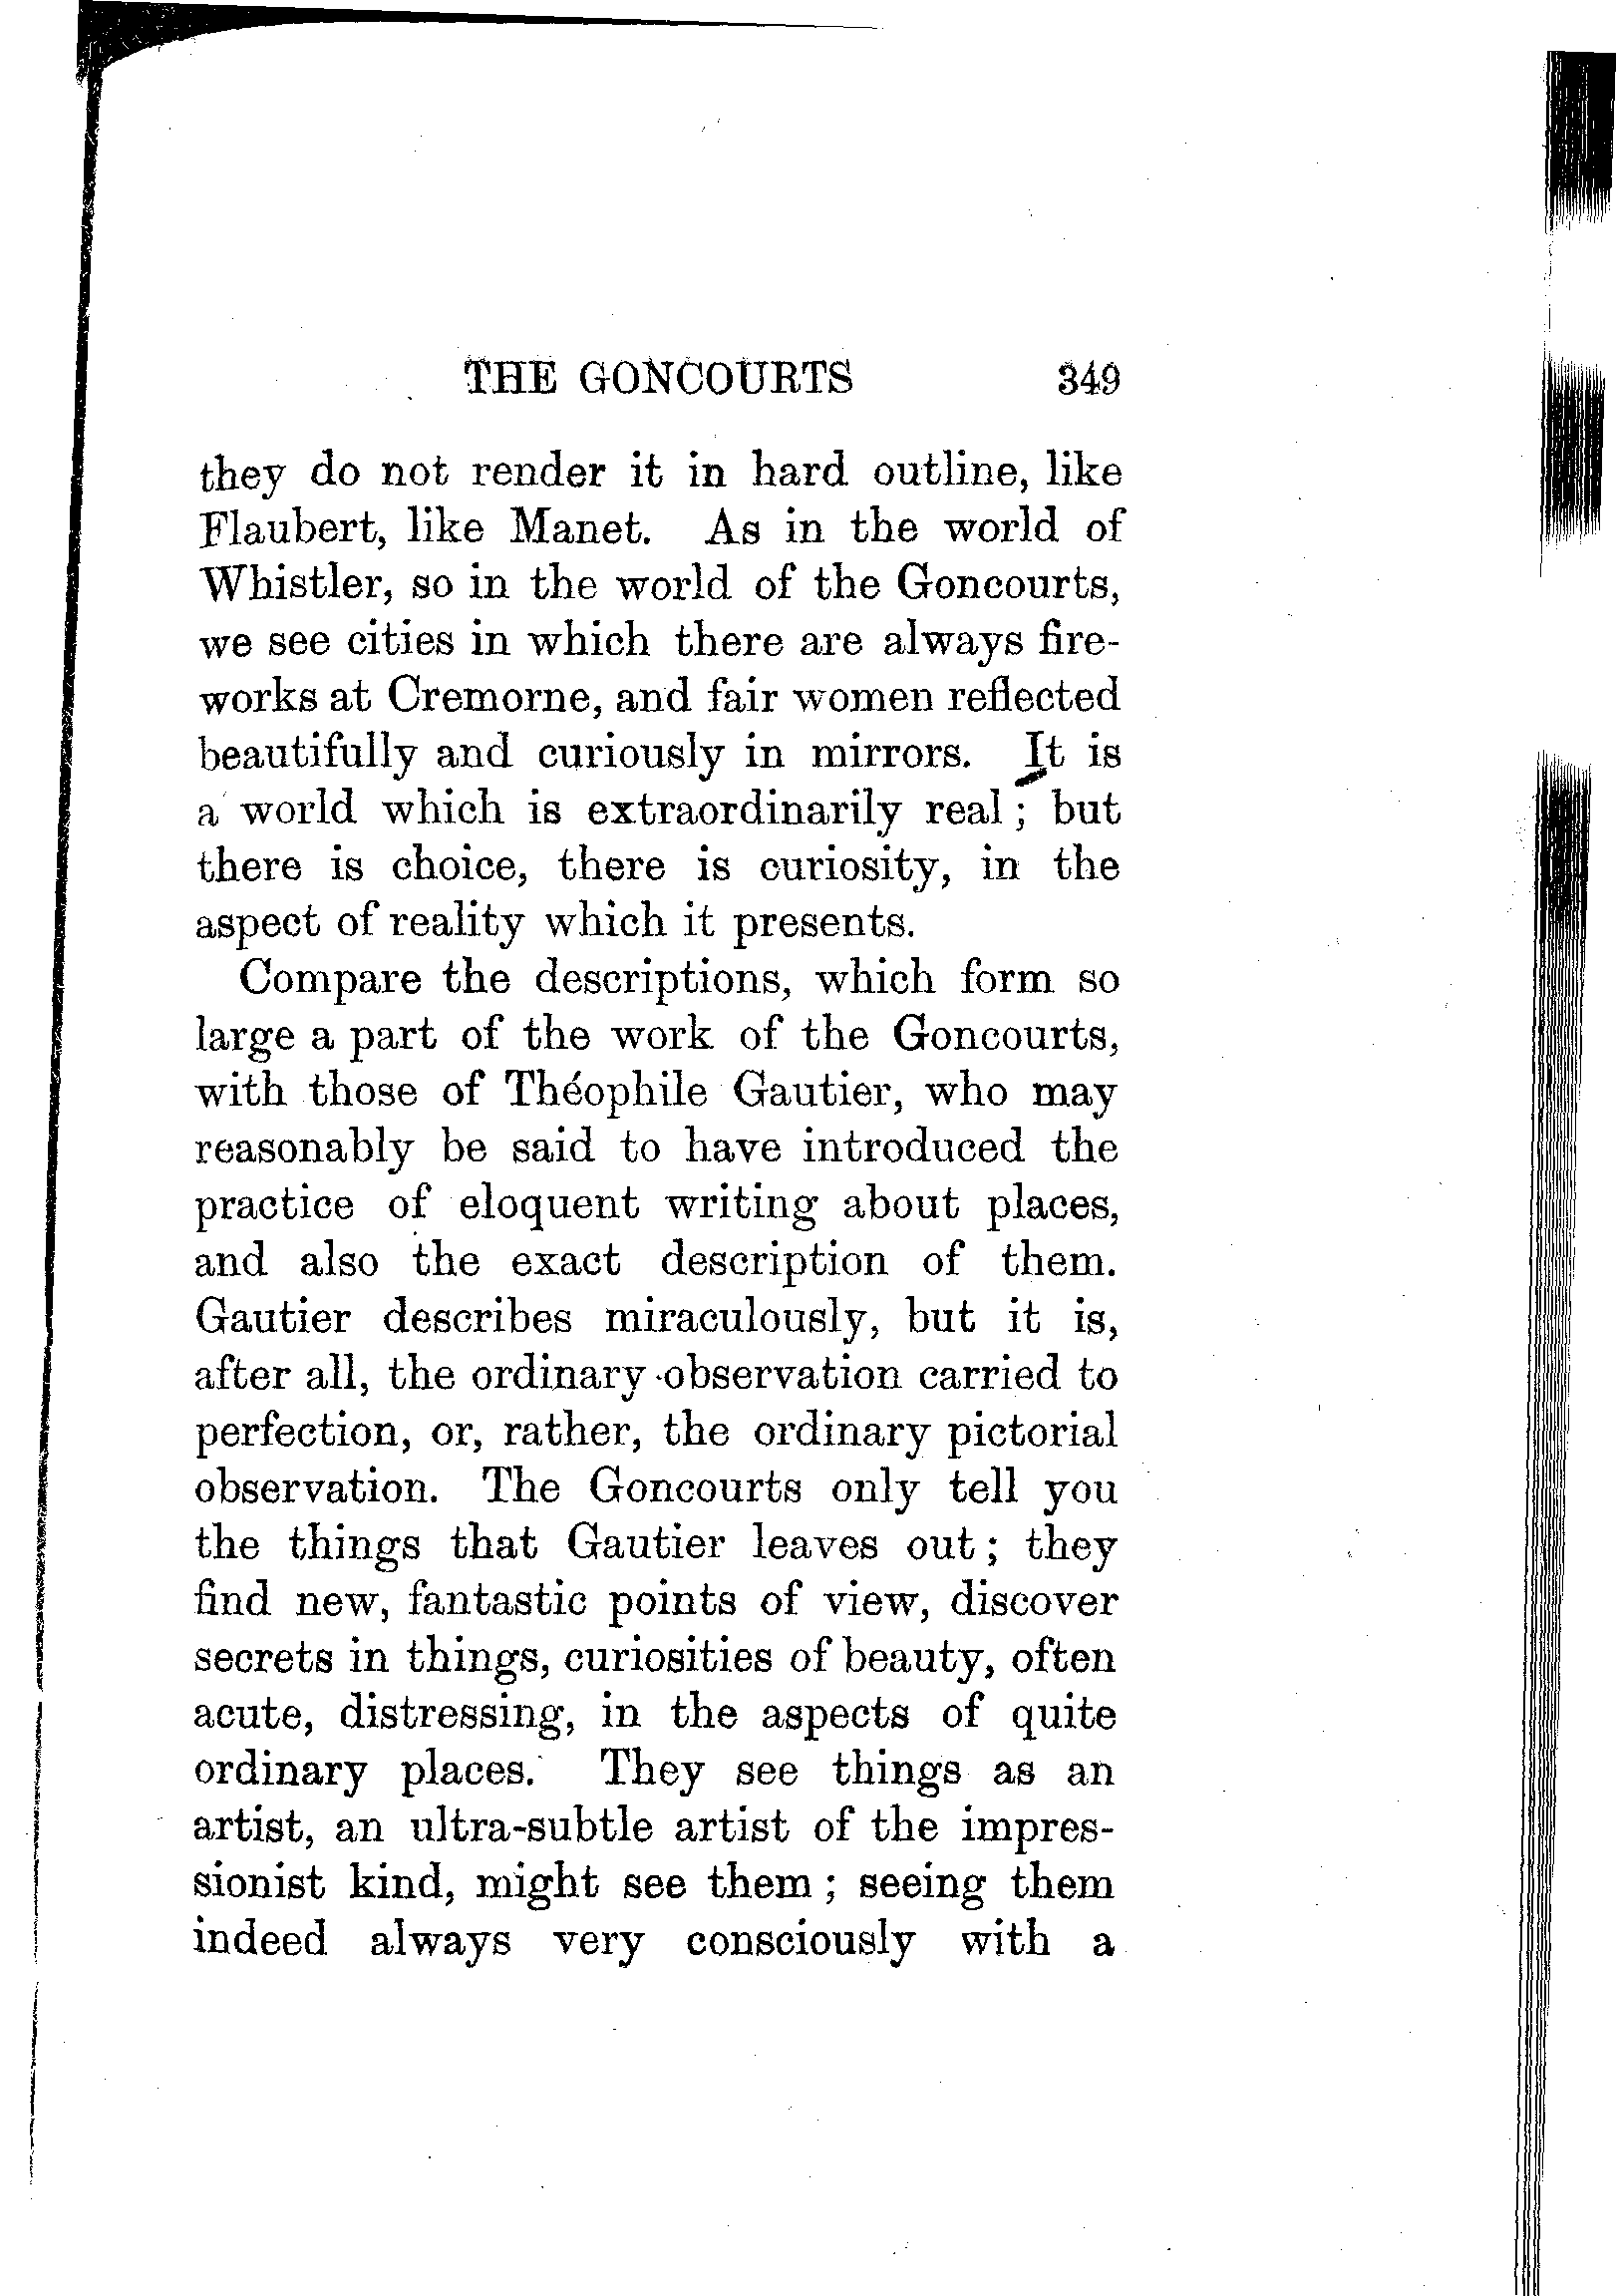 THE GONCOURTS 349
they do not render it in hard outline, like
Flaubert, like Manet. As in the world of
Whistler, so in the world of the Goncourts,
we see cities in which there are always fire-
works at Cremorne, and fair women reflected
beautifully and curiously in mirrors. It is
a world which is extraordinarily real; but
there is choice, there is curiosity, in the
aspect of reality which it presents.
Compare the descriptions, which form so
large a part of the work of the Goncourts,
with those of Théophile Gautier, who may
reasonably be said to have introduced the
practice of eloquent writing about places,
and also the exact description of them.
Gautier describes miraculously, but it is,
after all, the ordinary observation carried to
perfection, or, rather, the ordinary pictorial
observation. The Goncourts only tell you
the things that Gautier leaves out; they
find new, fantastic points of view, discover
secrets in things, curiosities of beauty, often
acute, distressing, in the aspects of quite
ordinary places. They see things as an
artist, an ultra-subtle artist of the impres-
sionist kind, might see them; seeing them
indeed always very consciously with a